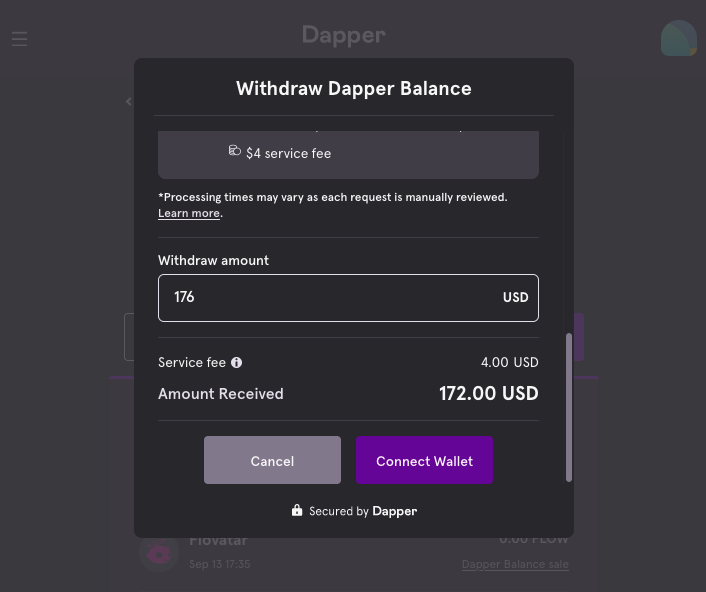 Dapper
Withdraw Dapper Balance
$4 service fee
*Processing times may vary as each request is manually reviewed.
Learn more.
Withdraw amount
176 USD
Service fee 4.00 USD
Amount Received 172.00 USD
Cancel Connect Wallet
Secured by Dapper
Flovatar FLOW
Sep 13 17:35 Dapper Balance sale